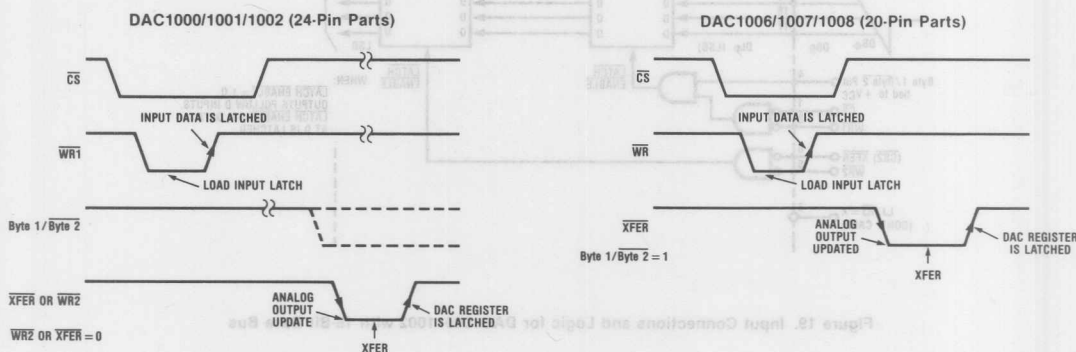 DAC1000/1001/1002 (24-Pin Parts)
CS
INPUT DATA IS LATCHED
WR1
LOAD INPUT LATCH
Byte 1/Byte 2
XFER OR WR2
ANALOG
OUTPUT
UPDATE
DAC REGISTER
IS LATCHED
WR2 OR XFER = 0
XFER
DAC1006/1007/1008 (20-Pin Parts)
CS
INPUT DATA IS LATCHED
WR
LOAD INPUT LATCH
XFER
Byte 1/Byte 2 = 1
ANALOG
OUTPUT
UPDATED
DAC REGISTER
IS LATCHED
XFER